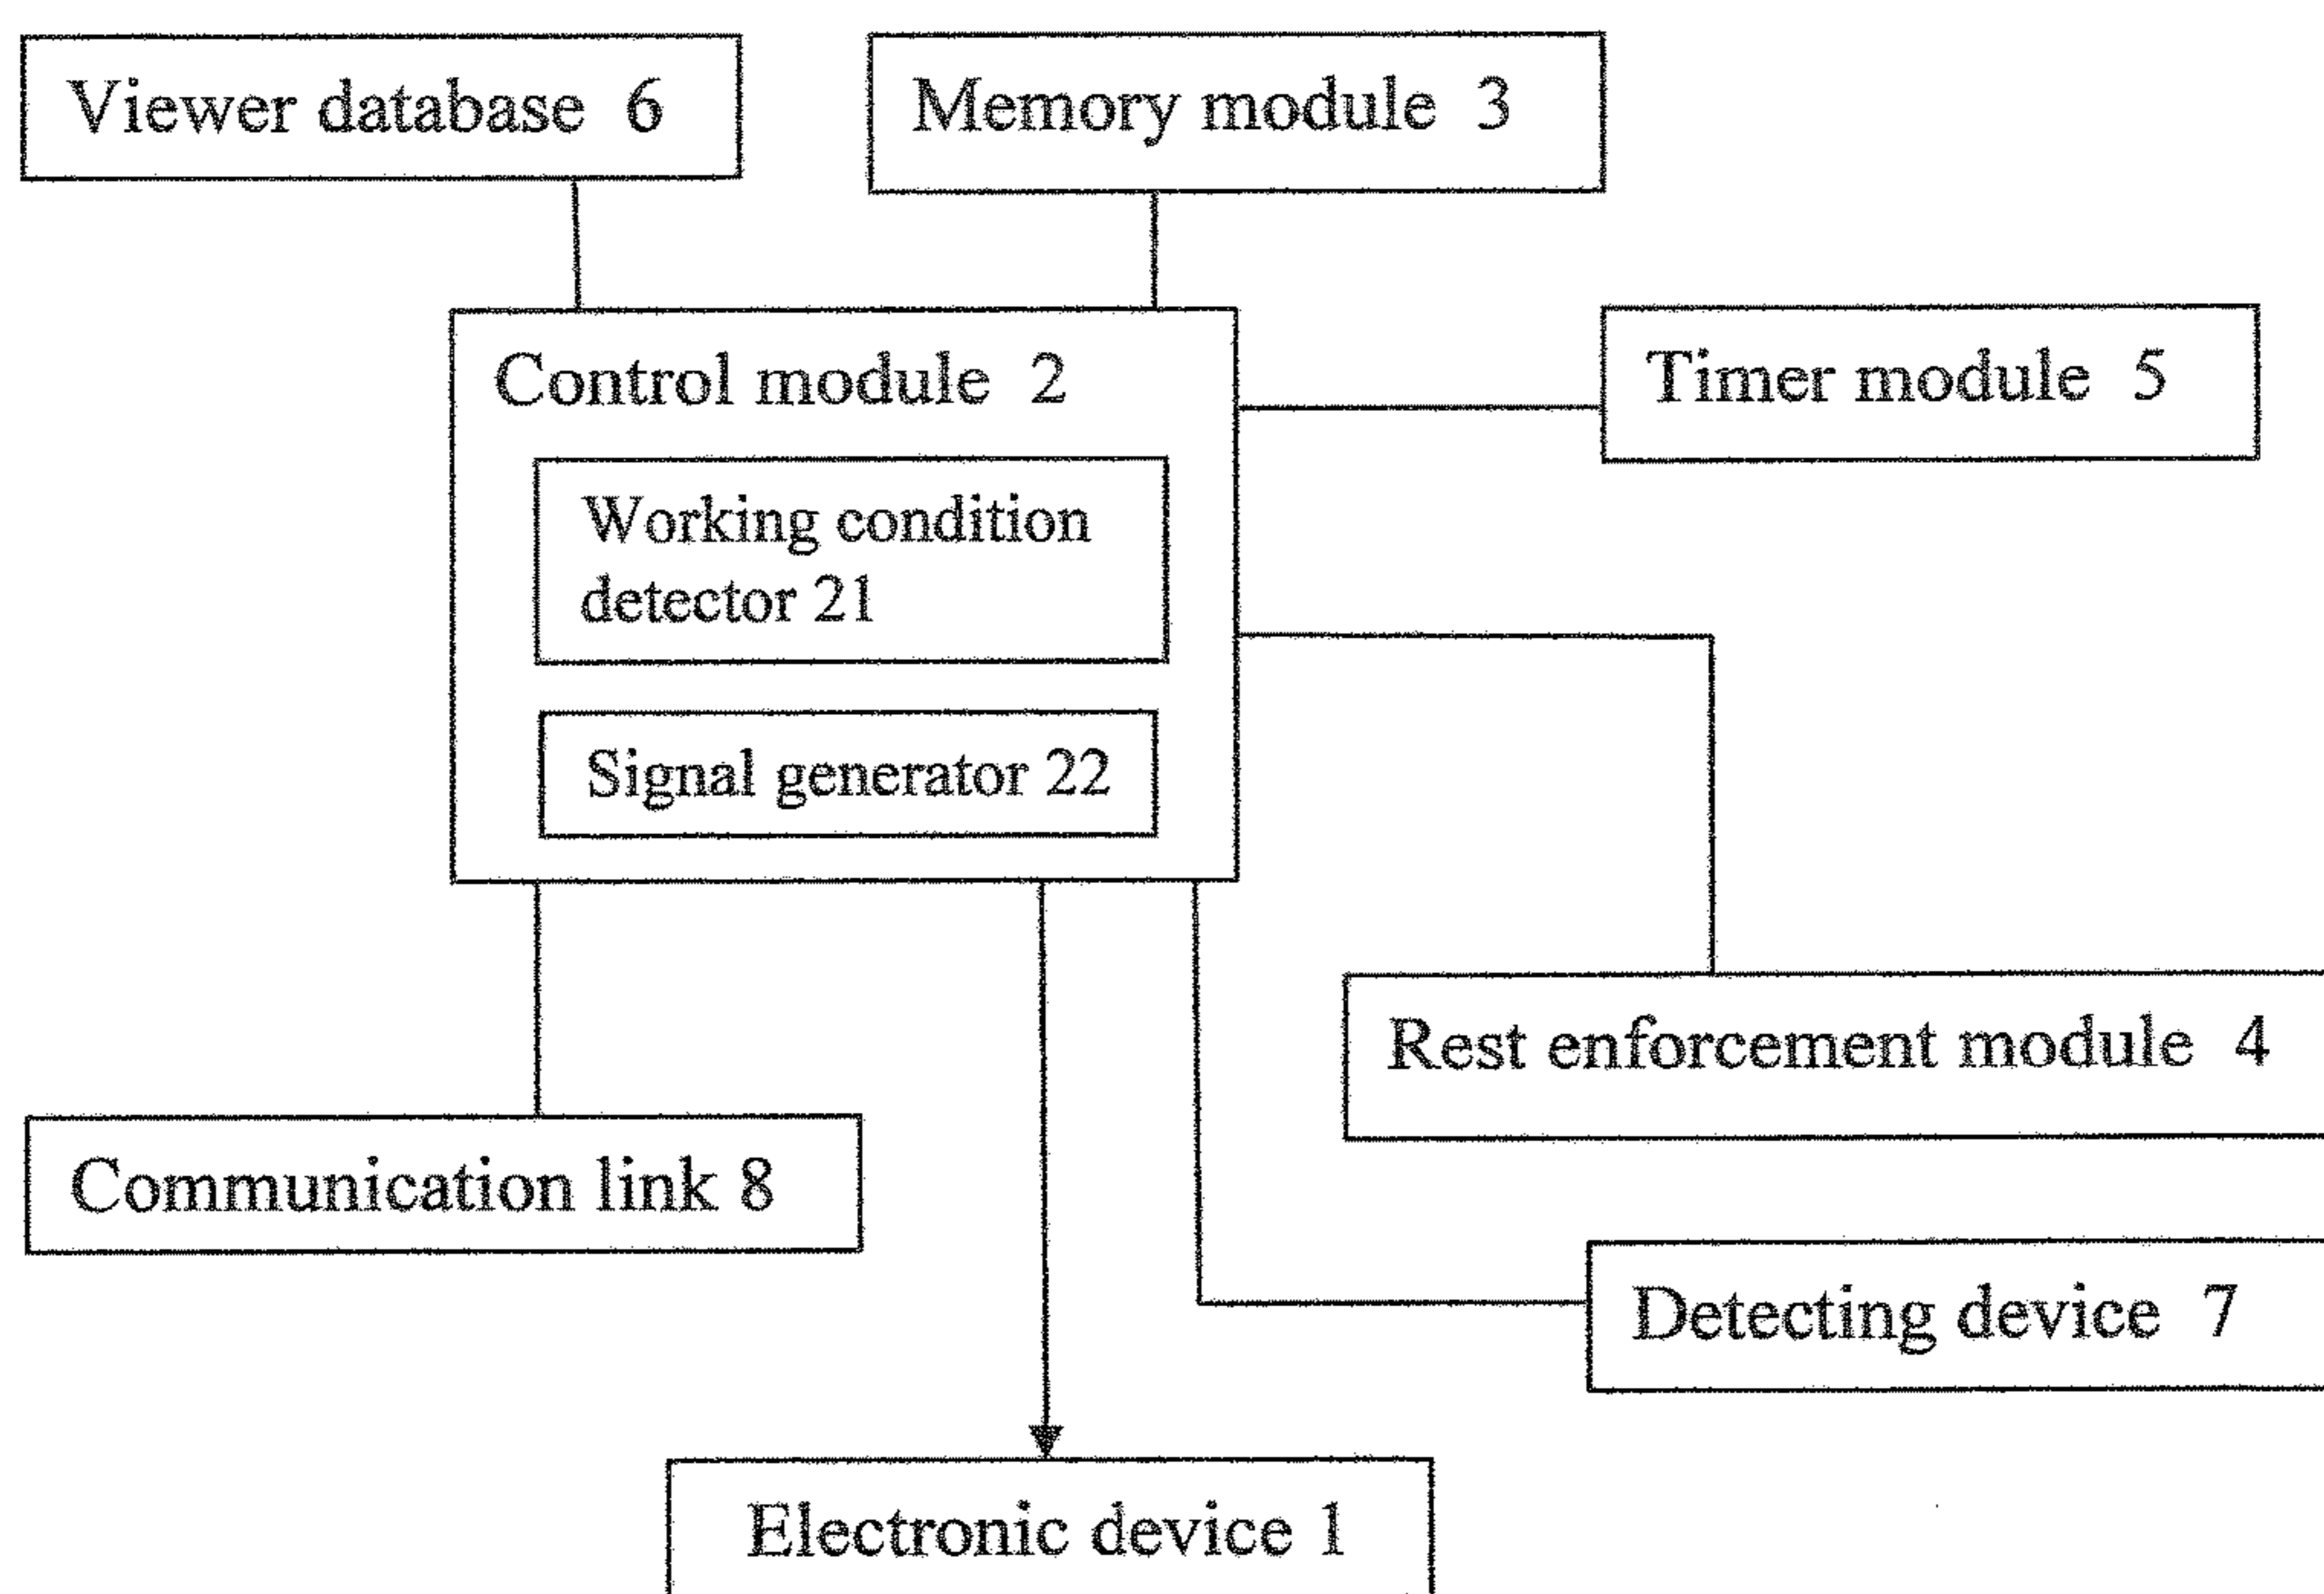 Viewer database 6
Memory module 3
Control module 2
Timer module 5
Working condition
detector 21
Signal generator 22
Rest enforcement module 4
Communication link 8
Detecting device 7
Electronic device 1